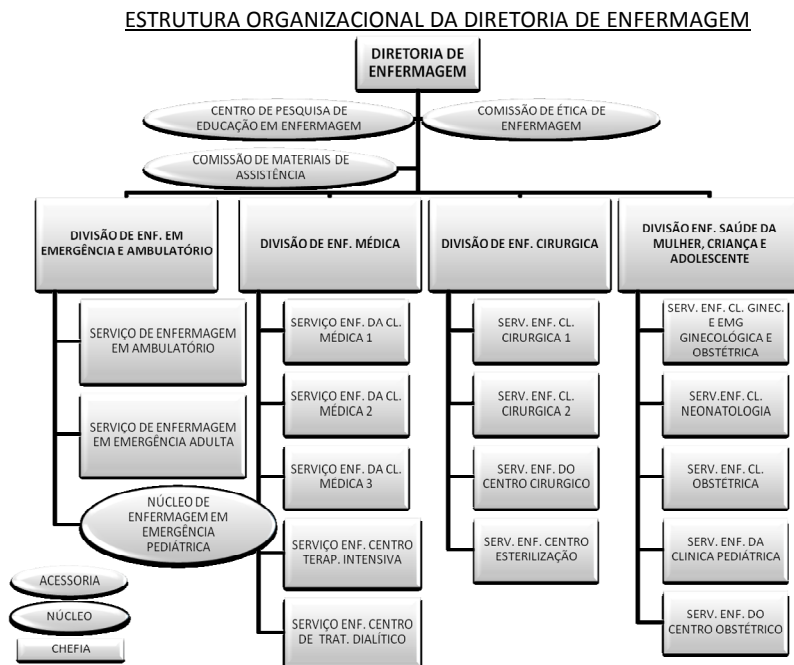 ESTRUTURA ORGANIZACIONAL DA DIRETORIA DE ENFERMAGEM
DIRETORIA DE
ENFERMAGEM
CENTRO DE PESQUISA DE
EDUCAÇÃO EM ENFERMAGEM
COMISSÃO DE ÉTICA DE
ENFERMAGEM
COMISSÃO DE MATERIAIS DE
ASSISTÊNCIA
DIVISÃO DE ENF. EM
EMERGÊNCIA E AMBULATÓRIO
SERVIÇO DE ENFERMAGEM
EM AMBULATÓRIO
SERVIÇO DE ENFERMAGEM
EM EMERGÊNCIA ADULTA
NÚCLEO DE
ENFERMAGEM EM
EMERGÊNCIA
PEDIÁTRICA
DIVISÃO DE ENF. MÉDICA
SERVIÇO ENF. DA CL.
MÉDICA 1
SERVIÇO ENF. DA CL.
MÉDICA 2
SERVIÇO ENF. DA CL.
MÉDICA 3
SERVIÇO ENF. CENTRO
TERAP. INTENSIVA
SERVIÇO ENF. CENTRO
DE TRAT. DIALÍTICO
DIVISÃO DE ENF. CIRURGICA
SERV. ENF. CL.
CIRURGICA 1
SERV. ENF. CL.
CIRURGICA 2
SERV. ENF. DO
CENTRO CIRURGICO
SERV. ENF. CENTRO
ESTERILIZAÇÃO
DIVISÃO ENF. SAÚDE DA
MULHER, CRIANÇA E
ADOLESCENTE
SERV. ENF. CL. GINEC.
E EMG
GINECOLÓGICA E
OBSTÉTRICA
SERV.ENF. CL.
NEONATOLOGIA
SERV. ENF. CL.
OBSTÉTRICA
SERV. ENF. DA
CLINICA PEDIÁTRICA
SERV. ENF. DO
CENTRO OBSTÉTRICO
ACESSORIA
NÚCLEO
CHEFIA